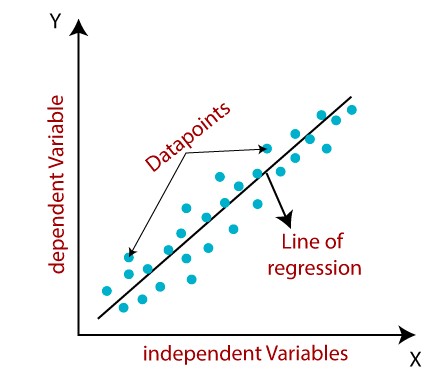 Y
dependent Variable
Datapoints
Line of
regression
independent Variables
X